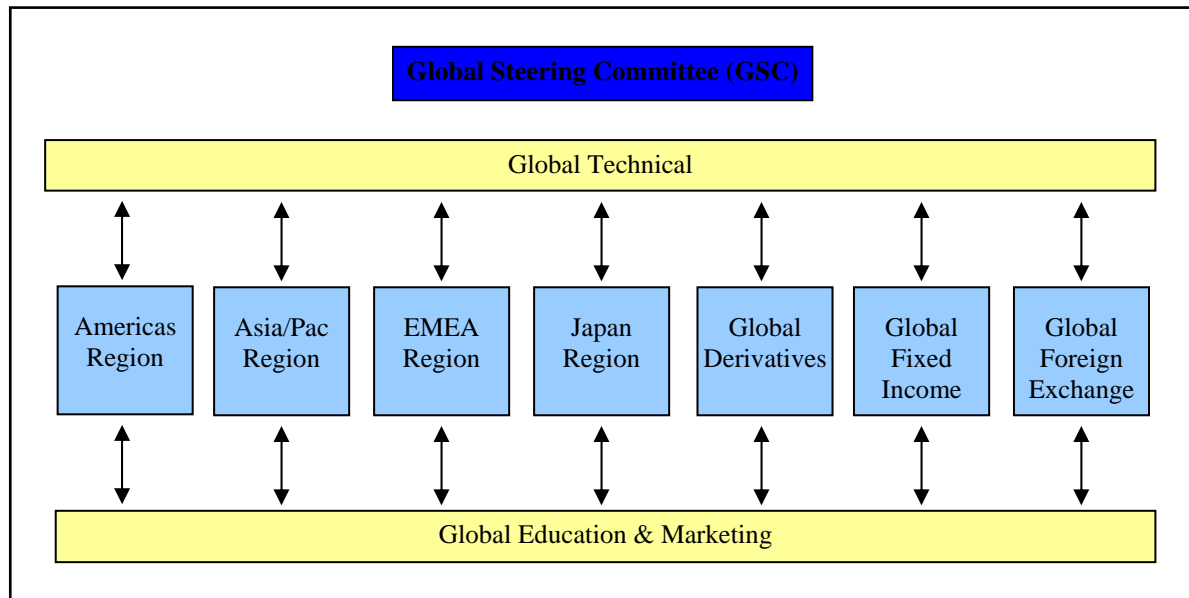 Global Steering Committee (GSC)
Global Technical
Americas
Region
Asia/Pac
Region
EMEA
Region
Japan
Region
Global
Derivatives
Global
Fixed
Income
Global
Foreign
Exchange
Global Education & Marketing